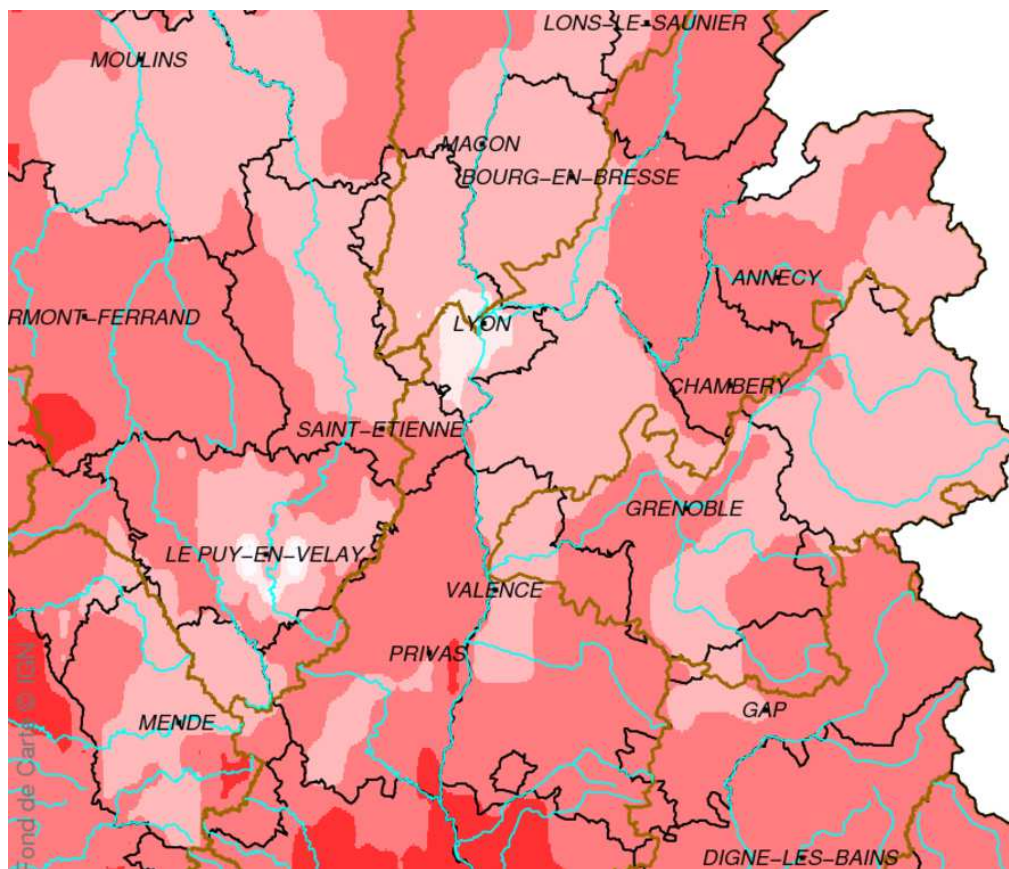 LONS-LE-SAUNIER
MOULINS
MACON
BOURG-EN-BRESSE
ANNECY
RMONT-FERRAND
LYON
CHAMBERY
SAINT-ETIENNE
GRENOBLE
LE PUY-EN-VELAY
VALENCE
PRIVAS
GAP
MENDE
DIGNE-LES-BAINS
Fond de Carte © IGN